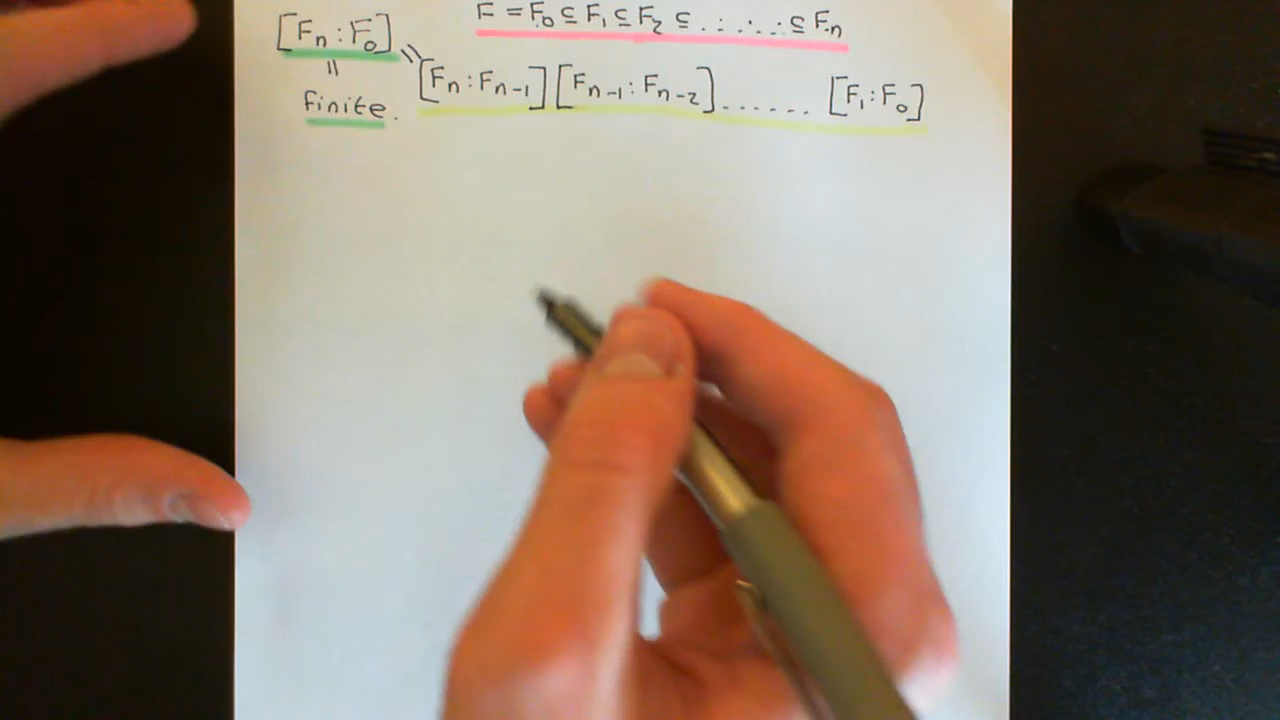 F = F₀ ⊆ F₁ ⊆ F₂ ⊆ . . . . . . ⊆ Fₙ
[Fₙ : F₀] = [Fₙ : Fₙ₋₁] [Fₙ₋₁ : Fₙ₋₂] . . . . . . [F₁ : F₀]
=
finite.